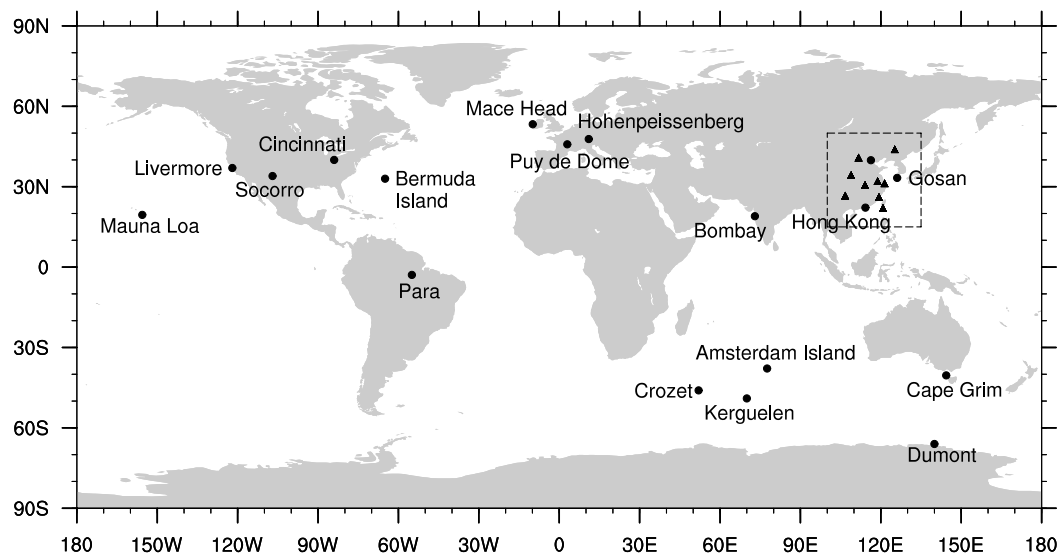 90N
60N
30N
0
30S
60S
90S
Mace Head
Hohenpeissenberg
Cincinnati
Puy de Dome
Livermore
Socorro
Bermuda
Island
Gosan
Mauna Loa
Bombay
Hong Kong
Para
Amsterdam Island
Crozet
Kerguelen
Cape Grim
Dumont
180 150W 120W 90W 60W 30W 0 30E 60E 90E 120E 150E 180